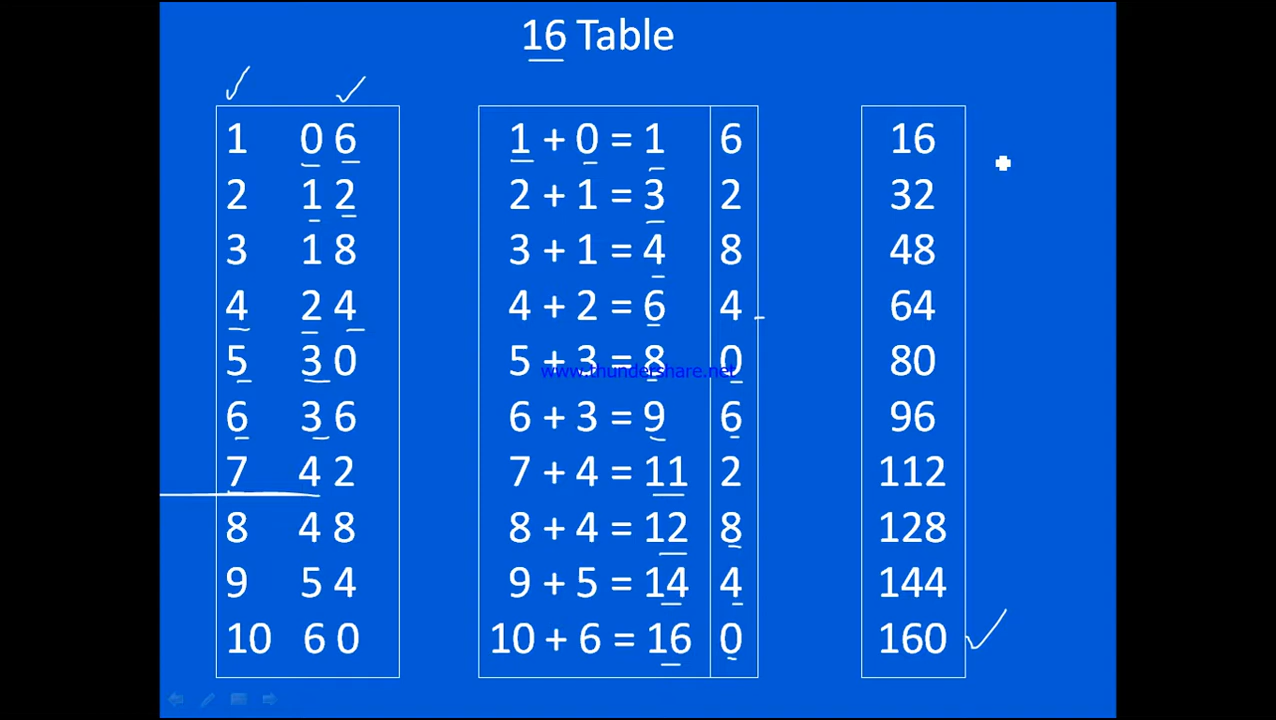 16 Table
1 0 6 1 + 0 = 1 6 16
2 1 2 2 + 1 = 3 2 32
3 1 8 3 + 1 = 4 8 48
4 2 4 4 + 2 = 6 4 64
5 3 0 5 + 3 = 8 0 80
www.thundershare.net
6 3 6 6 + 3 = 9 6 96
7 4 2 7 + 4 = 11 2 112
8 4 8 8 + 4 = 12 8 128
9 5 4 9 + 5 = 14 4 144
10 6 0 10 + 6 = 16 0 160